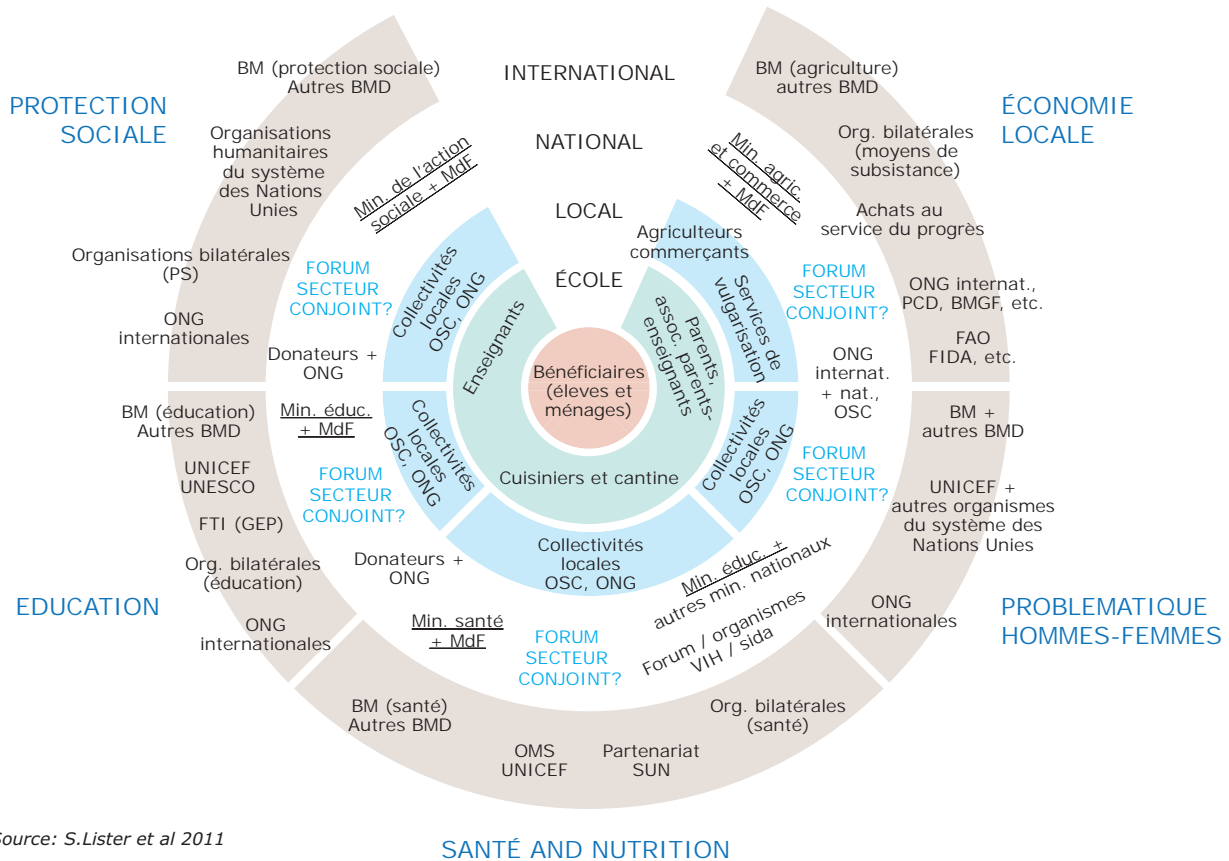 INTERNATIONAL
NATIONAL
LOCAL
ÉCOLE
Bénéficiaires
(éleves et
ménages)
Enseignants
Parents,
assoc. parents-
enseignants
Cuisiniers et cantine
PROTECTION
SOCIALE
BM (protection sociale)
Autres BMD
Organisations
humanitaires
du système
des Nations
Unies
Organisations bilatérales
(PS)
ONG
internationales
Min. de l'action
sociale + MdF
FORUM
SECTEUR
CONJOINT?
Donateurs +
ONG
Collectivités
locales
OSC, ONG
ÉCONOMIE
LOCALE
BM (agriculture)
autres BMD
Org. bilatérales
(moyens de
subsistance)
Achats au
service du progrès
ONG internat.,
PCD, BMGF, etc.
FAO
FIDA, etc.
Min. agric.
et commerce
+ MdF
FORUM
SECTEUR
CONJOINT?
ONG
internat.
+ nat.,
OSC
Agriculteurs
commerçants
Services de
vulgarisation
EDUCATION
BM (éducation)
Autres BMD
UNICEF
UNESCO
FTI (GEP)
Org. bilatérales
(éducation)
ONG
internationales
Min. éduc.
+ MdF
FORUM
SECTEUR
CONJOINT?
Donateurs +
ONG
Collectivités
locales
OSC, ONG
PROBLEMATIQUE
HOMMES-FEMMES
BM +
autres BMD
UNICEF +
autres organismes
du système des
Nations Unies
ONG
internationales
FORUM
SECTEUR
CONJOINT?
Min. éduc. +
autres min. nationaux
Forum / organismes
VIH / sida
Collectivités
locales
OSC, ONG
Collectivités
locales
OSC, ONG
Min. santé
+ MdF
FORUM
SECTEUR
CONJOINT?
BM (santé)
Autres BMD
OMS
UNICEF
Partenariat
SUN
Org. bilatérales
(santé)
SANTÉ AND NUTRITION
Source: S.Lister et al 2011